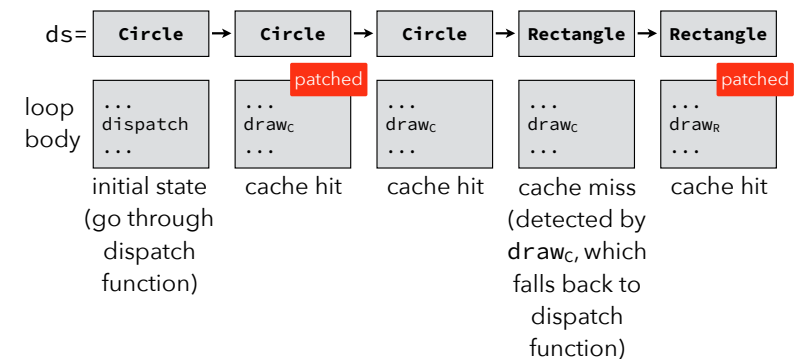 ds= Circle → Circle → Circle → Rectangle → Rectangle
patched
patched
loop
body
...
dispatch
...
...
drawC
...
...
drawC
...
...
drawC
...
...
drawR
...
initial state
(go through
dispatch
function)
cache hit
cache hit
cache miss
(detected by
drawC, which
falls back to
dispatch
function)
cache hit